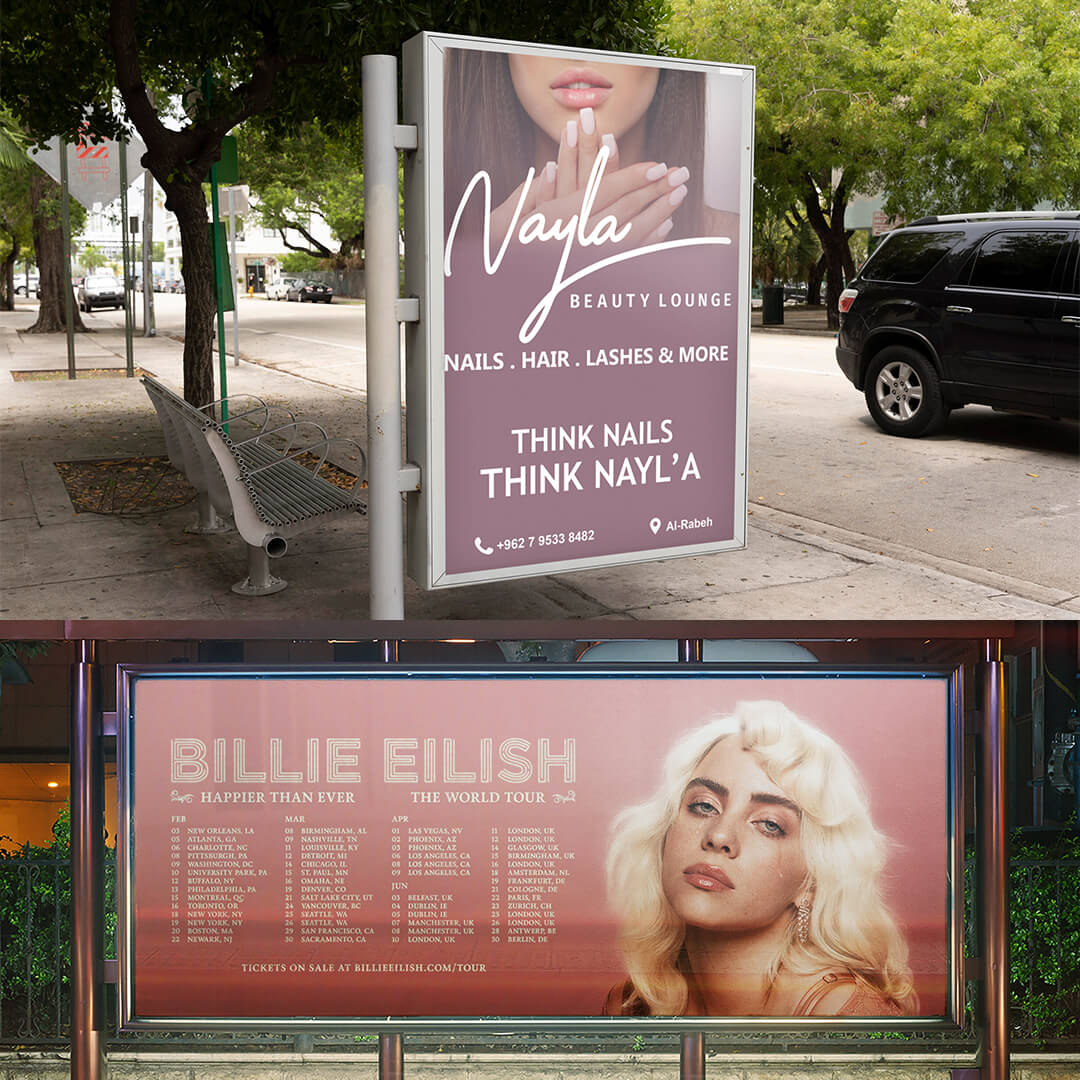 Nayla
BEAUTY LOUNGE
NAILS . HAIR . LASHES & MORE
THINK NAILS
THINK NAYL'A
+962 7 9533 8482
Al-Rabeh
BILLIE EILISH
HAPPIER THAN EVER THE WORLD TOUR
FEB
03 NEW ORLEANS, LA
05 ATLANTA, GA
06 CHARLOTTE, NC
08 PITTSBURGH, PA
09 WASHINGTON, DC
10 UNIVERSITY PARK, PA
12 BUFFALO, NY
13 PHILADELPHIA, PA
15 MONTREAL, QC
16 TORONTO, OR
18 NEW YORK, NY
19 NEW YORK, NY
20 BOSTON, MA
22 NEWARK, NJ
MAR
08 BIRMINGHAM, AL
09 NASHVILLE, TN
11 LOUISVILLE, KY
12 DETROIT, MI
14 CHICAGO, IL
15 ST. PAUL, MN
16 OMAHA, NE
19 DENVER, CO
21 SALT LAKE CITY, UT
24 VANCOUVER, BC
25 SEATTLE, WA
26 SEATTLE, WA
29 SAN FRANCISCO, CA
30 SACRAMENTO, CA
APR
01 LAS VEGAS, NV
02 PHOENIX, AZ
03 PHOENIX, AZ
06 LOS ANGELES, CA
08 LOS ANGELES, CA
09 LOS ANGELES, CA
JUN
03 BELFAST, UK
04 DUBLIN, IE
05 DUBLIN, IE
07 MANCHESTER, UK
08 MANCHESTER, UK
10 LONDON, UK
11 LONDON, UK
12 LONDON, UK
14 GLASGOW, UK
15 BIRMINGHAM, UK
16 LONDON, UK
18 AMSTERDAM, NL
19 FRANKFURT, DE
21 COLOGNE, DE
22 PARIS, FR
23 ZURICH, CH
25 LONDON, UK
26 LONDON, UK
28 ANTWERP, BE
30 BERLIN, DE
TICKETS ON SALE AT BILLIEEILISH.COM/TOUR